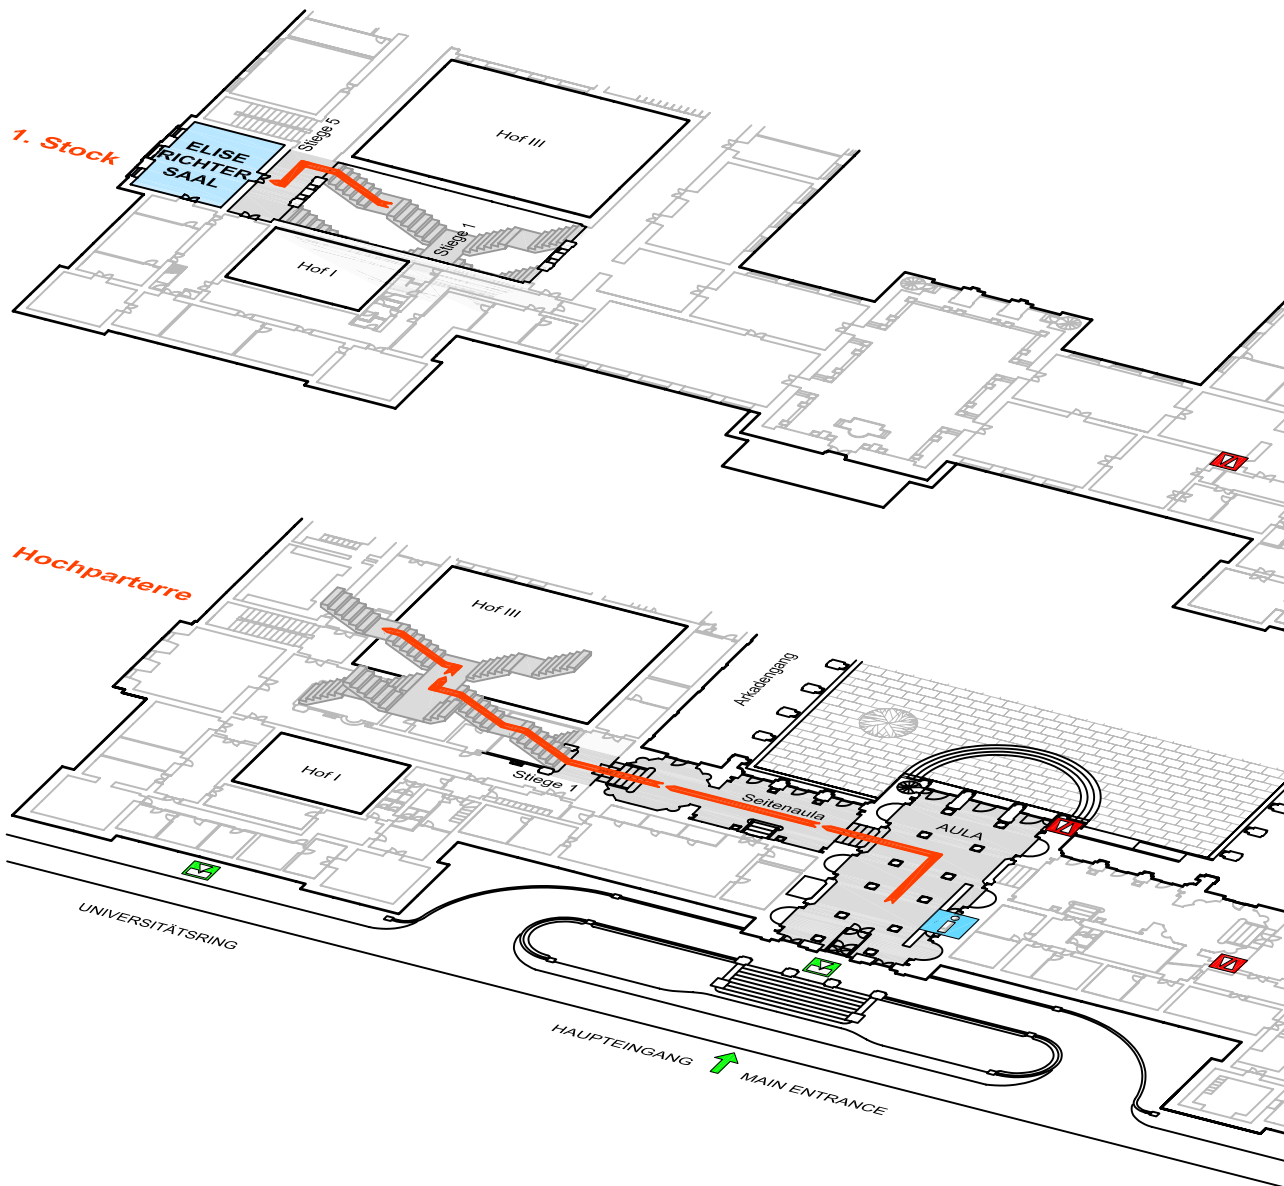 1. Stock
ELISE
RICHTER
SAAL
Stiege 5
Hof III
Stiege 1
Hof I
Hochparterre
Hof III
Arkadengang
Hof I
Stiege 1
Seitenaula
AULA
i
UNIVERSITÄTSRING
HAUPTEINGANG
MAIN ENTRANCE